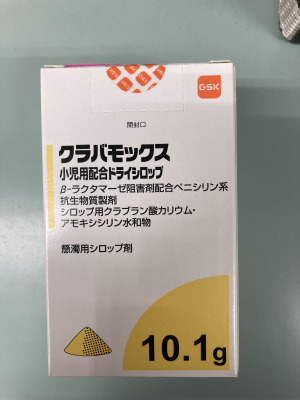 GSK
開封口
クラバモックス
小児用配合ドライシロップ
β-ラクタマーゼ阻害剤配合ペニシリン系
抗生物質製剤
シロップ用クラブラン酸カリウム・
アモキシシリン水和物
懸濁用シロップ剤
10.1g